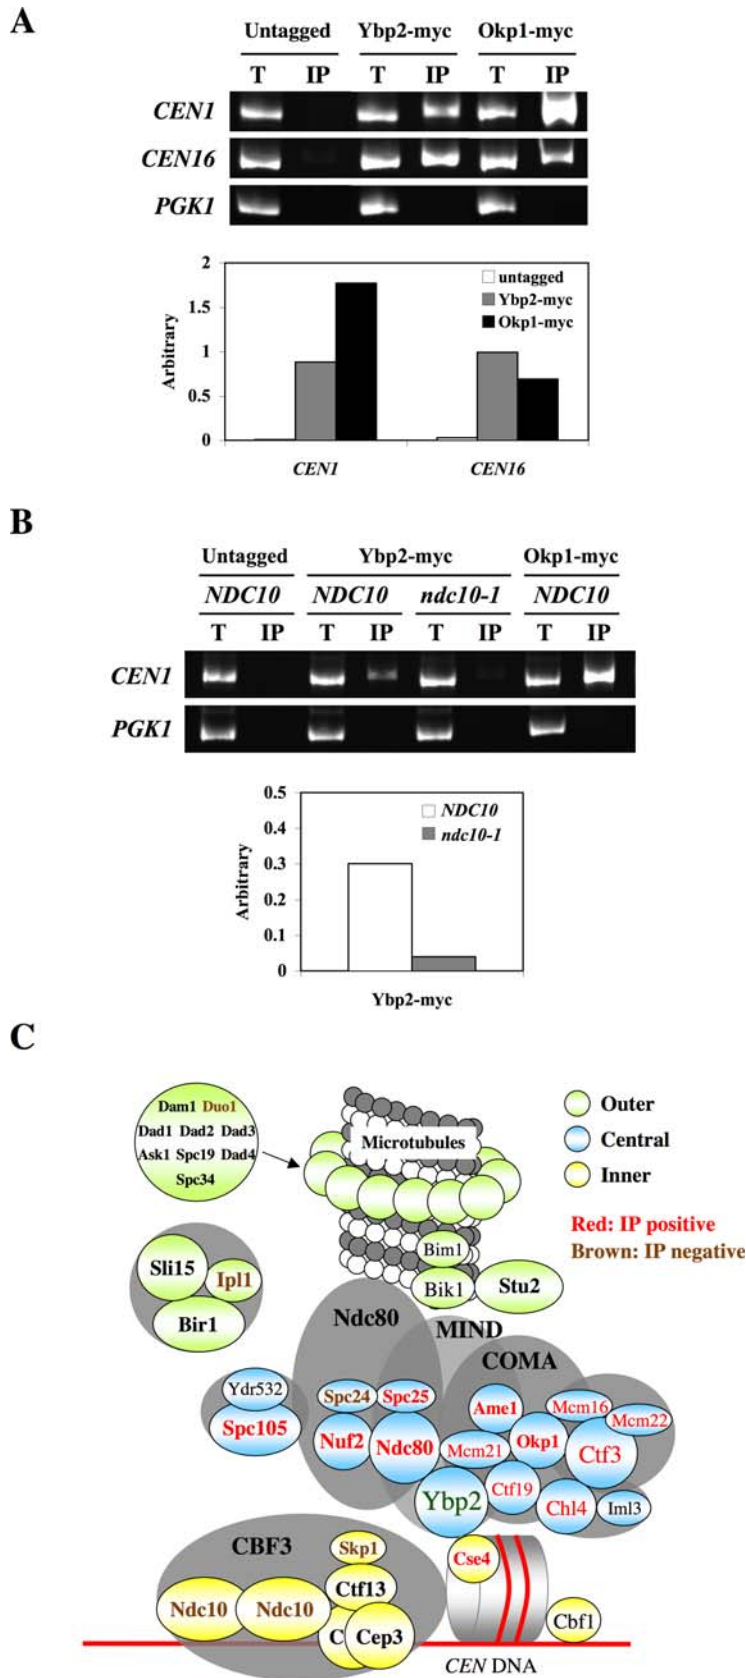 A
Untagged Ybp2-myc Okp1-myc
T IP T IP T IP
CEN1
CEN16
PGK1
2
1.5
1
0.5
0
Arbitrary
untagged
Ybp2-myc
Okp1-myc
CEN1 CEN16
B
Untagged Ybp2-myc Okp1-myc
NDC10 NDC10 ndc10-1 NDC10
T IP T IP T IP T IP
CEN1
PGK1
0.5
0.4
0.3
0.2
0.1
0
Arbitrary
NDC10
ndc10-1
Ybp2-myc
C
Dam1 Duo1
Dad1 Dad2 Dad3
Ask1 Spc19 Dad4
Spc34
Microtubules
Outer
Central
Inner
Red: IP positive
Brown: IP negative
Sli15
Ipl1
Bir1
Bim1
Bik1
Stu2
Ndc80
MIND
COMA
Ydr532
Spc105
Spc24
Spc25
Nuf2
Ndc80
Ame1
Mcm21
Okp1
Mcm16
Mcm22
Ctf3
Ybp2
Ctf19
Chl4
Iml3
CBF3
Skp1
Ctf13
Ndc10
Ndc10
C
Cep3
Cse4
Cbf1
CEN DNA